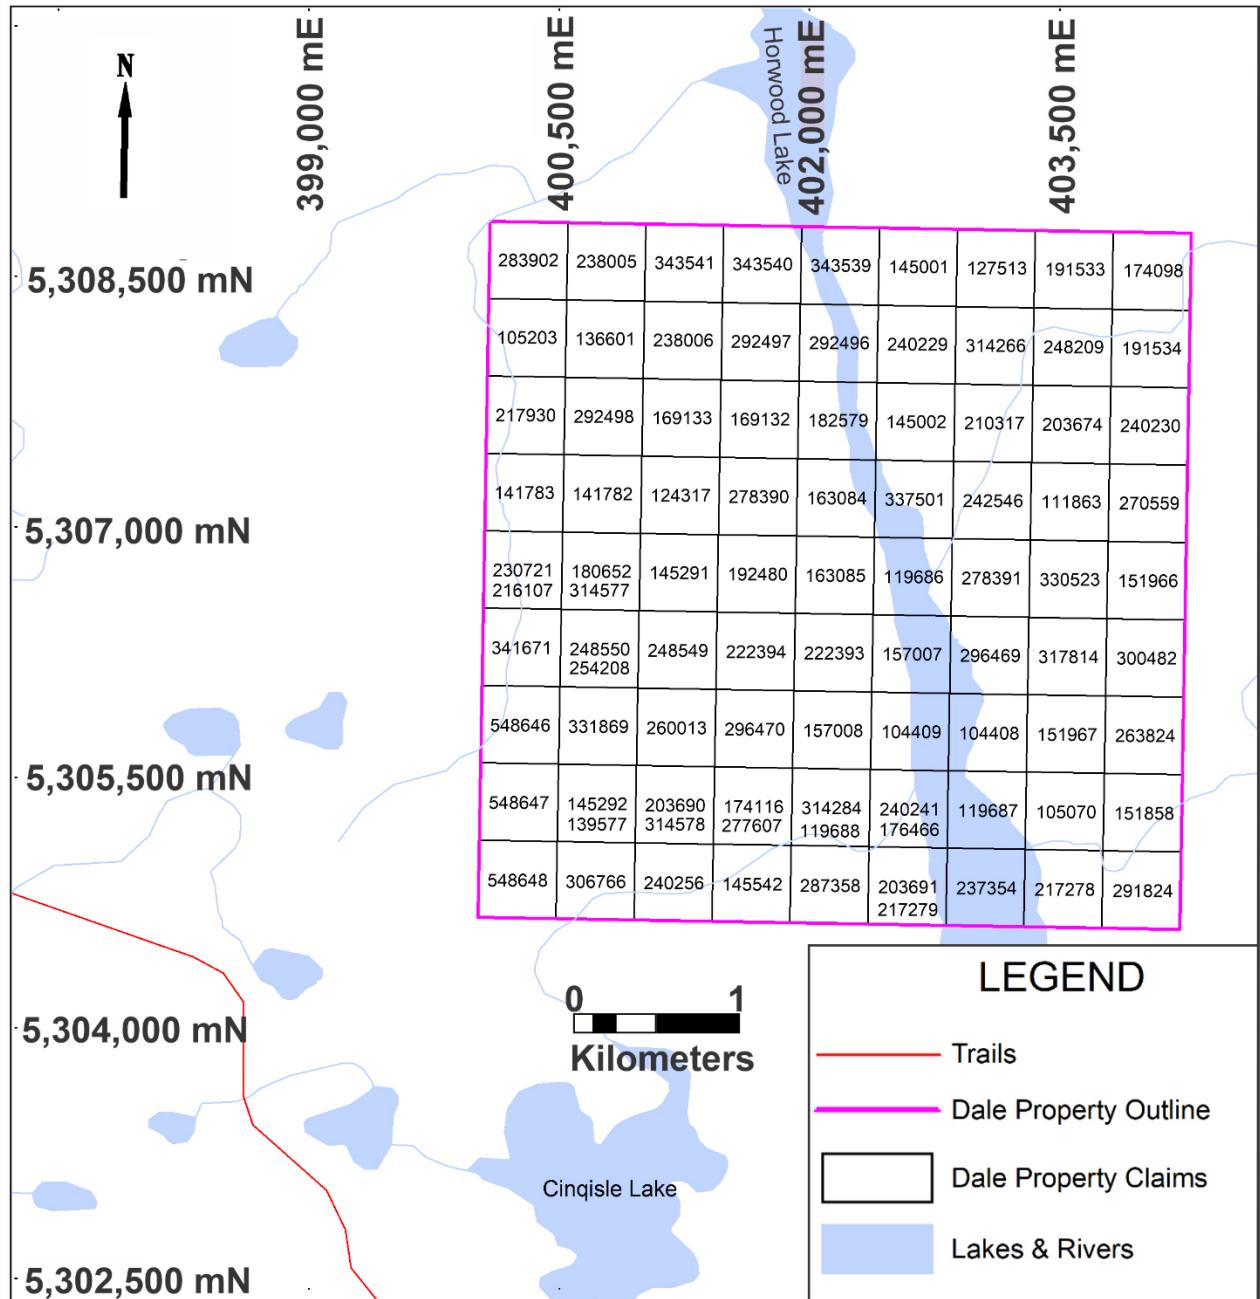 N
399,000 mE
400,500 mE
Horwood Lake
402,000 mE
403,500 mE
5,308,500 mN
5,307,000 mN
5,305,500 mN
5,304,000 mN
5,302,500 mN
283902 238005 343541 343540 343539 145001 127513 191533 174098
105203 136601 238006 292497 292496 240229 314266 248209 191534
217930 292498 169133 169132 182579 145002 210317 203674 240230
141783 141782 124317 278390 163084 337501 242546 111863 270559
230721 180652 145291 192480 163085 119686 278391 330523 151966
216107 314577
341671 248550 248549 222394 222393 157007 296469 317814 300482
254208
548646 331869 260013 296470 157008 104409 104408 151967 263824
548647 145292 203690 174116 314284 240241 119687 105070 151858
139577 314578 277607 119688 176466
548648 306766 240256 145542 287358 203691 237354 217278 291824
217279
0 1
Kilometers
Cinqisle Lake
LEGEND
Trails
Dale Property Outline
Dale Property Claims
Lakes & Rivers